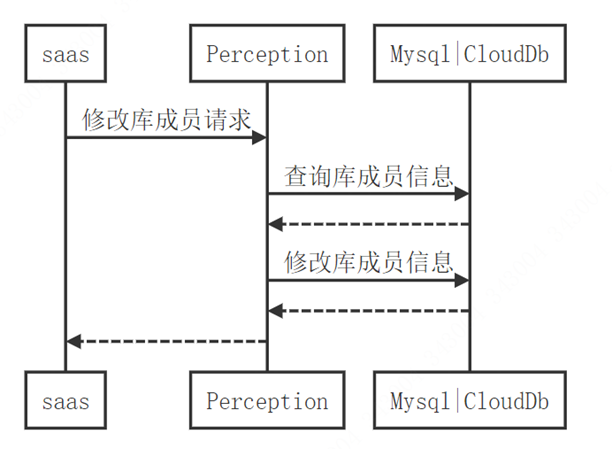 saas
Perception
Mysql|CloudDb
修改库成员请求
查询库成员信息
修改库成员信息
saas
Perception
Mysql|CloudDb